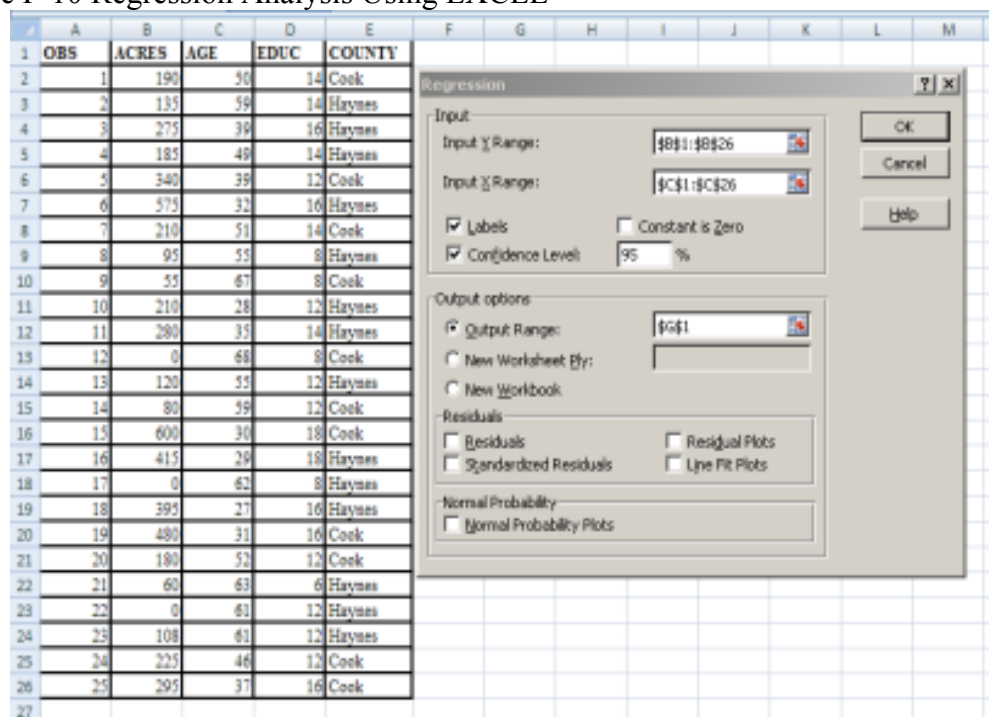 1-10 Regression Analysis Using EXCEL
A B C D E F G H I J K L M
1 OBS ACRES AGE EDUC COUNTY
2 1 190 50 14 Cook
3 2 135 59 14 Haynes
4 3 275 39 16 Haynes
5 4 185 49 14 Haynes
6 5 340 39 12 Cook
7 6 575 32 16 Haynes
8 7 210 51 14 Cook
9 8 95 55 8 Haynes
10 9 55 67 8 Cook
11 10 210 28 12 Haynes
12 11 280 35 14 Haynes
13 12 0 68 8 Cook
14 13 120 55 12 Haynes
15 14 80 59 12 Cook
16 15 600 30 18 Cook
17 16 415 29 18 Haynes
18 17 0 62 8 Haynes
19 18 395 27 16 Haynes
20 19 480 31 16 Cook
21 20 180 52 12 Cook
22 21 60 63 6 Haynes
23 22 0 61 12 Haynes
24 23 108 61 12 Haynes
25 24 225 46 12 Cook
26 25 295 37 16 Cook
27
Regression ? X
Input
Input Y Range: $B$1:$B$26
Input X Range: $C$1:$C$26
Labels Constant is Zero
Confidence Level: 95 %
OK
Cancel
Help
Output options
Output Range: $G$1
New Worksheet Ply:
New Workbook
Residuals
Residuals Residual Plots
Standardized Residuals Line Fit Plots
Normal Probability
Normal Probability Plots